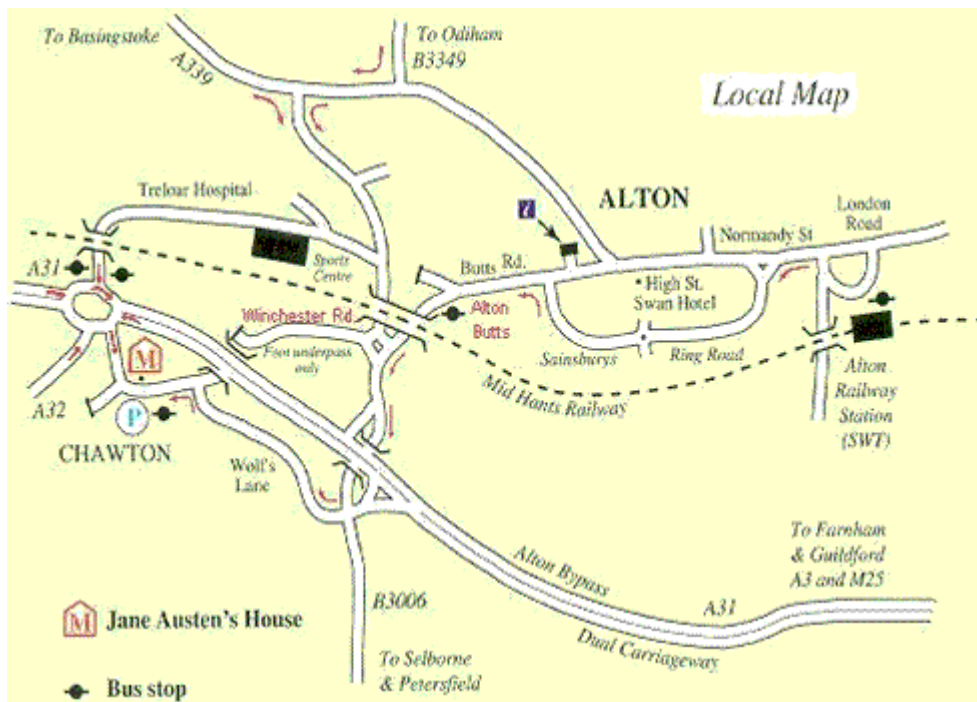 To Basingstoke
A339
To Odiham
B3349
Local Map
Treloar Hospital
i
ALTON
London
Road
Normandy St
A31
Sports
Centre
Butts Rd.
High St.
Swan Hotel
Winchester Rd.
Alton
Butts
Foot underpass
only
M
Sainsburys
Ring Road
Mid Hants Railway
Alton
Railway
Station
(SWT)
A32
P
CHAWTON
Wolf's
Lane
To Earnham
& Guildford
A3 and M25
Alton Bypass
A31
Dual Carriageway
B3006
M Jane Austen's House
To Selborne
& Petersfield
Bus stop